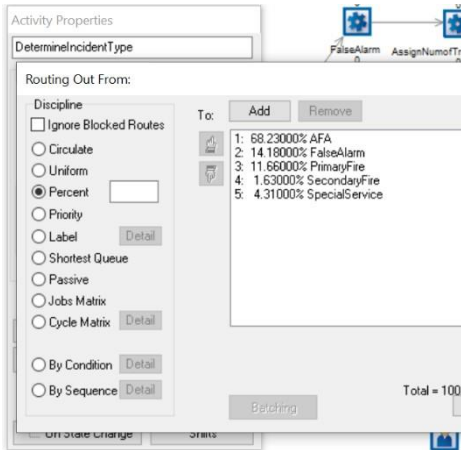 Activity Properties
DetermineIncidentType
FalseAlarm
0
AssignNumofTr
0
Routing Out From:
Discipline
Ignore Blocked Routes
Circulate
Uniform
Percent
Priority
Label Detail
Shortest Queue
Passive
Jobs Matrix
Cycle Matrix Detail
By Condition Detail
By Sequence Detail
To: Add Remove
1: 68.23000% AFA
2: 14.18000% FalseAlarm
3: 11.66000% PrimaryFire
4: 1.63000% SecondaryFire
5: 4.31000% SpecialService
Batching
Total = 100
On State Change
Shifts